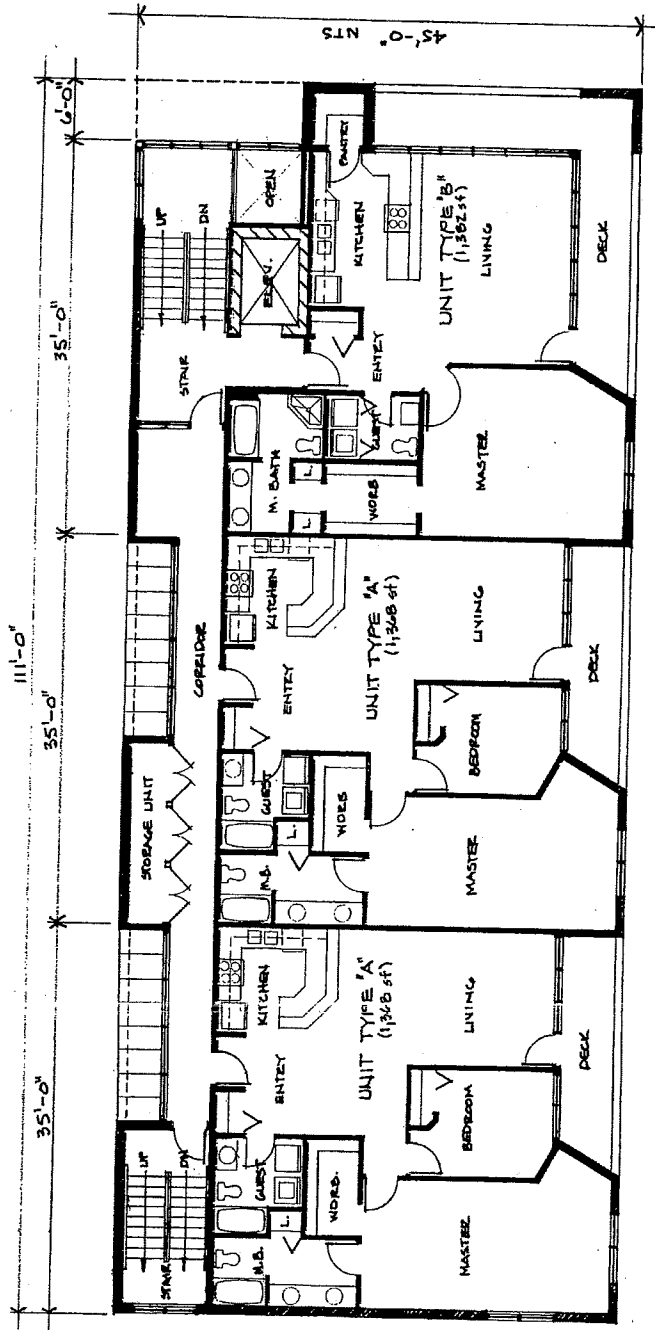 111'-0"
35'-0"
35'-0"
35'-0"
6'-0"
45'-0" NTS
STAIR
UP
DN
STORAGE UNIT
CORRIDOR
STAIR
UP
DN
ELEV.
OPEN
M.B.
GUEST
L.
WDRB.
ENTRY
KITCHEN
UNIT TYPE "A"
(1,368 sf)
MASTER
BEDROOM
LIVING
DECK
M.B.
GUEST
L.
WDRB
ENTRY
KITCHEN
UNIT TYPE "A"
(1,368 sf)
MASTER
BEDROOM
LIVING
DECK
M. BATH
L.
L.
WDRB
GUEST
ENTRY
KITCHEN
PANTRY
UNIT TYPE "B"
(1,382 sf)
LIVING
MASTER
DECK